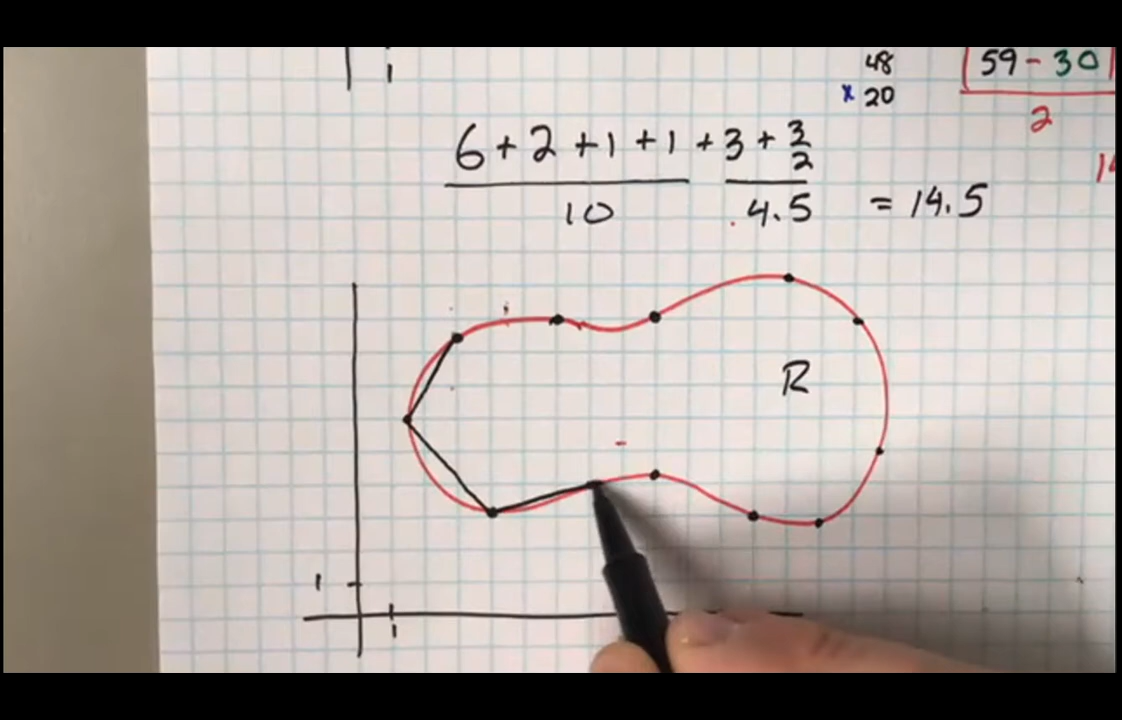 1
48
59 - 30
x 20
2
6 + 2 + 1 + 1 + 3 + 3/2
10 4.5 = 14.5
R
1
1